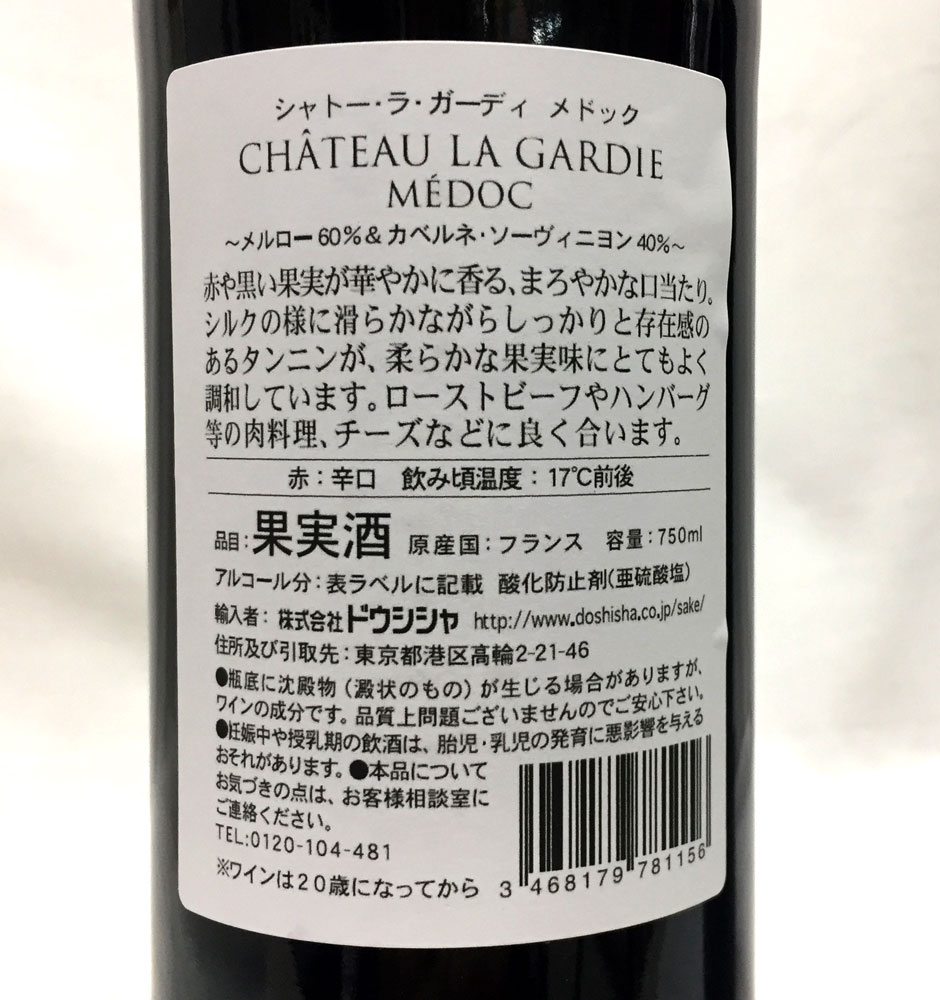 シャトー・ラ・ガーディ メドック
CHÂTEAU LA GARDIE
MÉDOC
～メルロー 60％ & カベルネ・ソーヴィニヨン 40％～
赤や黒い果実が華やかに香る、まろやかな口当たり。
シルクの様に滑らかながらしっかりと存在感の
あるタンニンが、柔らかな果実味にとてもよく
調和しています。ローストビーフやハンバーグ
等の肉料理、チーズなどに良く合います。
赤：辛口 飲み頃温度：17℃前後
品目：果実酒 原産国：フランス 容量：750ml
アルコール分：表ラベルに記載 酸化防止剤（亜硫酸塩）
輸入者：株式会社ドウシシャ http://www.doshisha.co.jp/sake/
住所及び引取先：東京都港区高輪2-21-46
●瓶底に沈殿物（澱状のもの）が生じる場合がありますが、
ワインの成分です。品質上問題ございませんのでご安心下さい。
●妊娠中や授乳期の飲酒は、胎児・乳児の発育に悪影響を与える
おそれがあります。●本品について
お気づきの点は、お客様相談室に
ご連絡ください。
TEL:0120-104-481
※ワインは20歳になってから
3 468179 781156